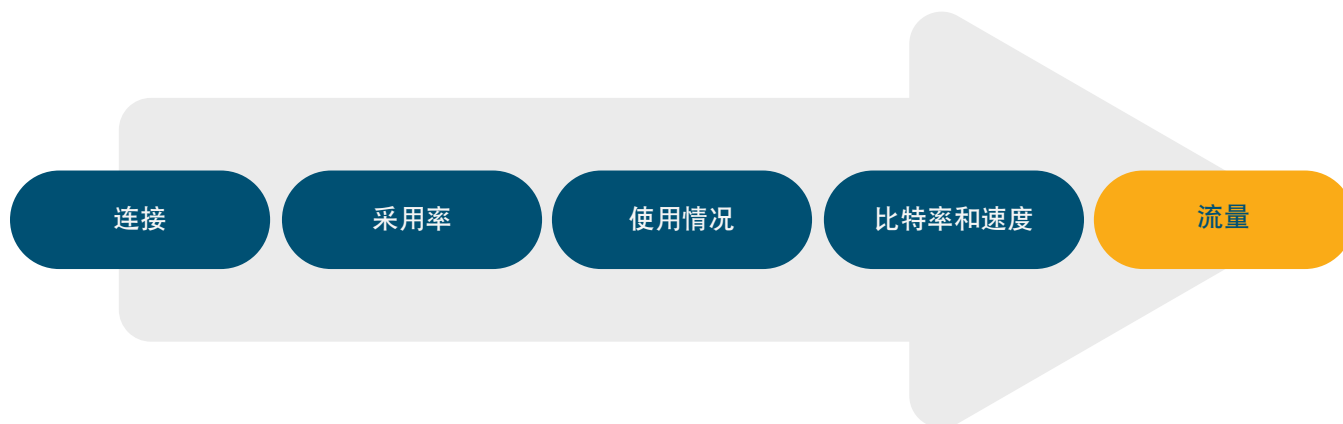 连接
采用率
使用情况
比特率和速度
流量